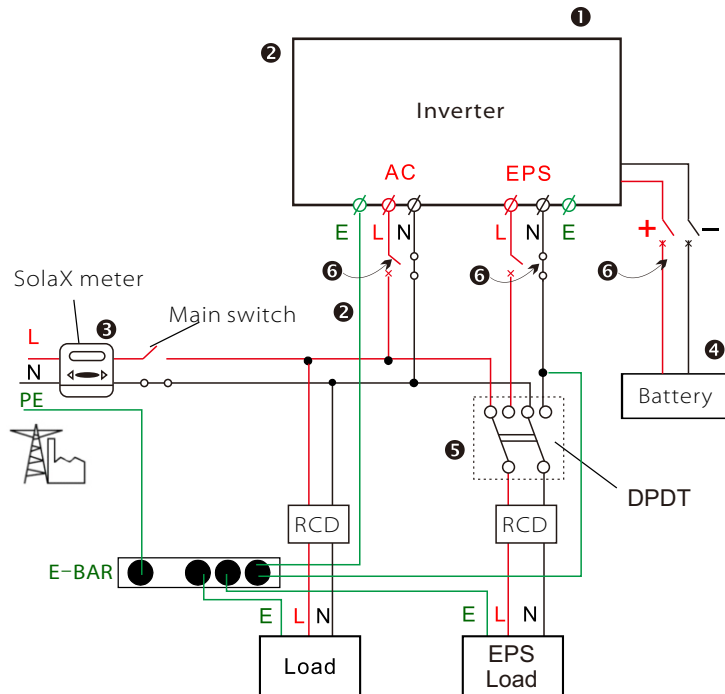 ❶
❷
Inverter
AC
EPS
E
L
N
L
N
E
+
−
❻
❻
❻
SolaX meter
❷
Main switch
❸
L
N
PE
❹
Battery
❺
DPDT
RCD
RCD
E-BAR
E
L
N
E
L
N
Load
EPS
Load